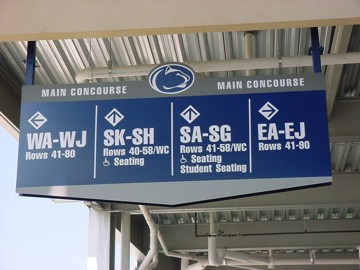 MAIN CONCOURSE
MAIN CONCOURSE
WA-WJ
Rows 41-80
SK-SH
Rows 40-58/WC
Seating
SA-SG
Rows 41-58/WC
Seating
Student Seating
EA-EJ
Rows 41-90